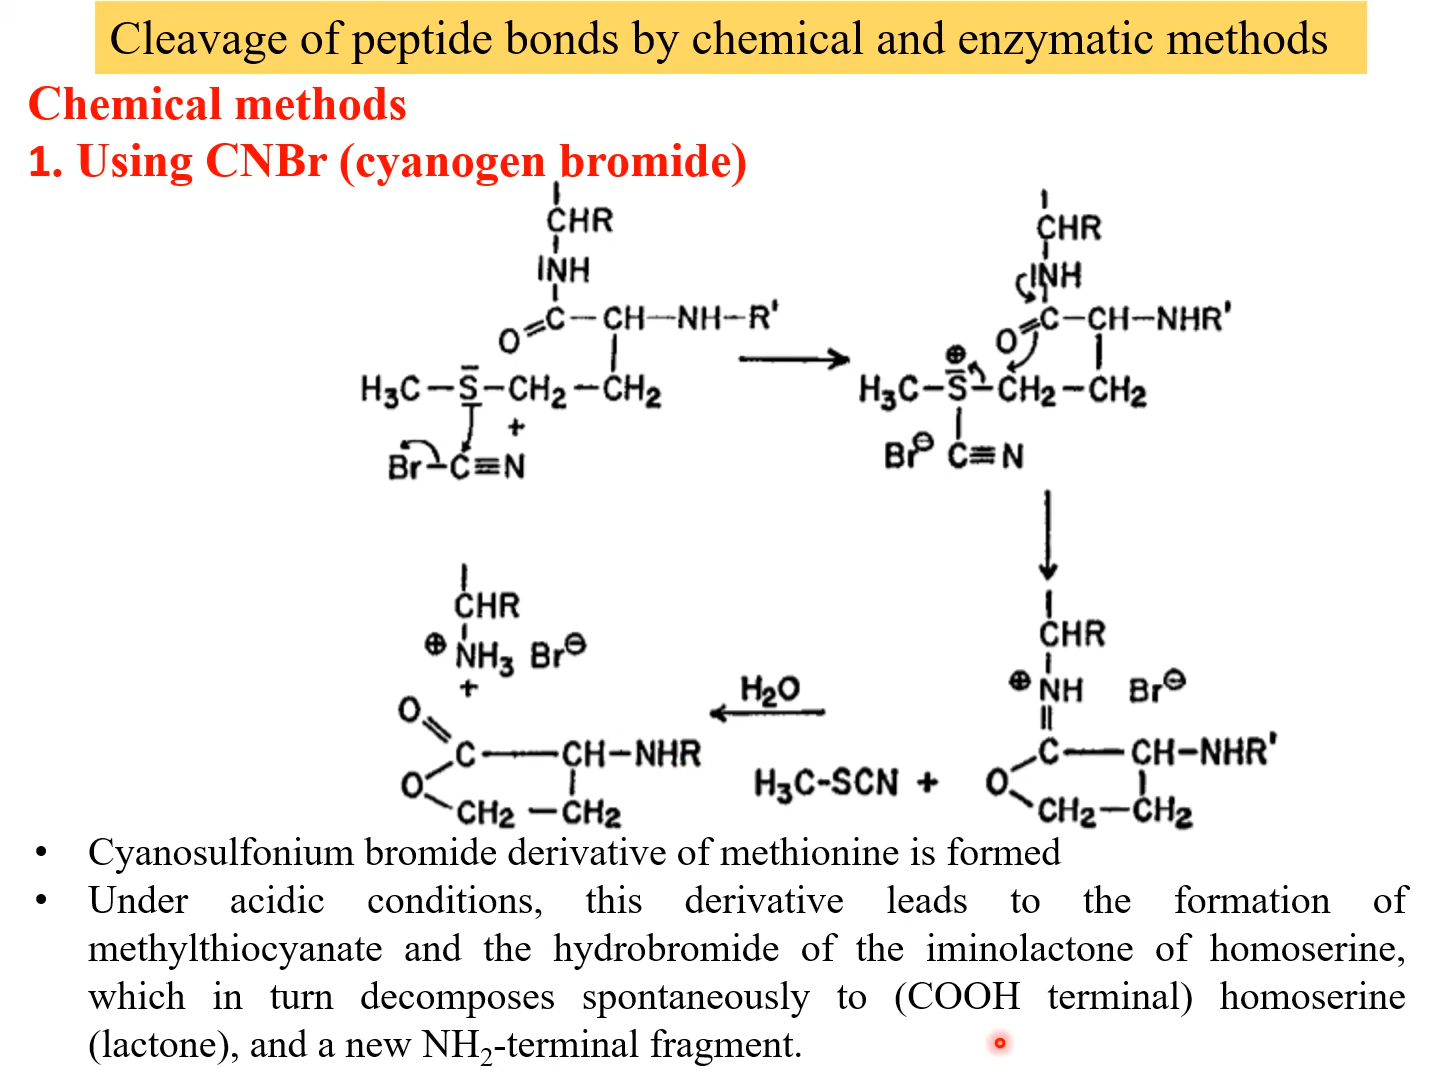 Cleavage of peptide bonds by chemical and enzymatic methods
Chemical methods
1. Using CNBr (cyanogen bromide)
CHR
NH
O=C—CH—NH—R'
H₃C—S—CH₂—CH₂
+
Br—C≡N
CHR
NH
O=C—CH—NHR'
⊕
H₃C—S—CH₂—CH₂
Br⊖ C≡N
CHR
⊕ NH Br⊖
C—CH—NHR'
O
CH₂—CH₂
H₂O
H₃C-SCN +
CHR
⊕ NH₃ Br⊖
+
O
C—CH—NHR
O
CH₂—CH₂
• Cyanosulfonium bromide derivative of methionine is formed
• Under acidic conditions, this derivative leads to the formation of
methylthiocyanate and the hydrobromide of the iminolactone of homoserine,
which in turn decomposes spontaneously to (COOH terminal) homoserine
(lactone), and a new NH₂-terminal fragment.